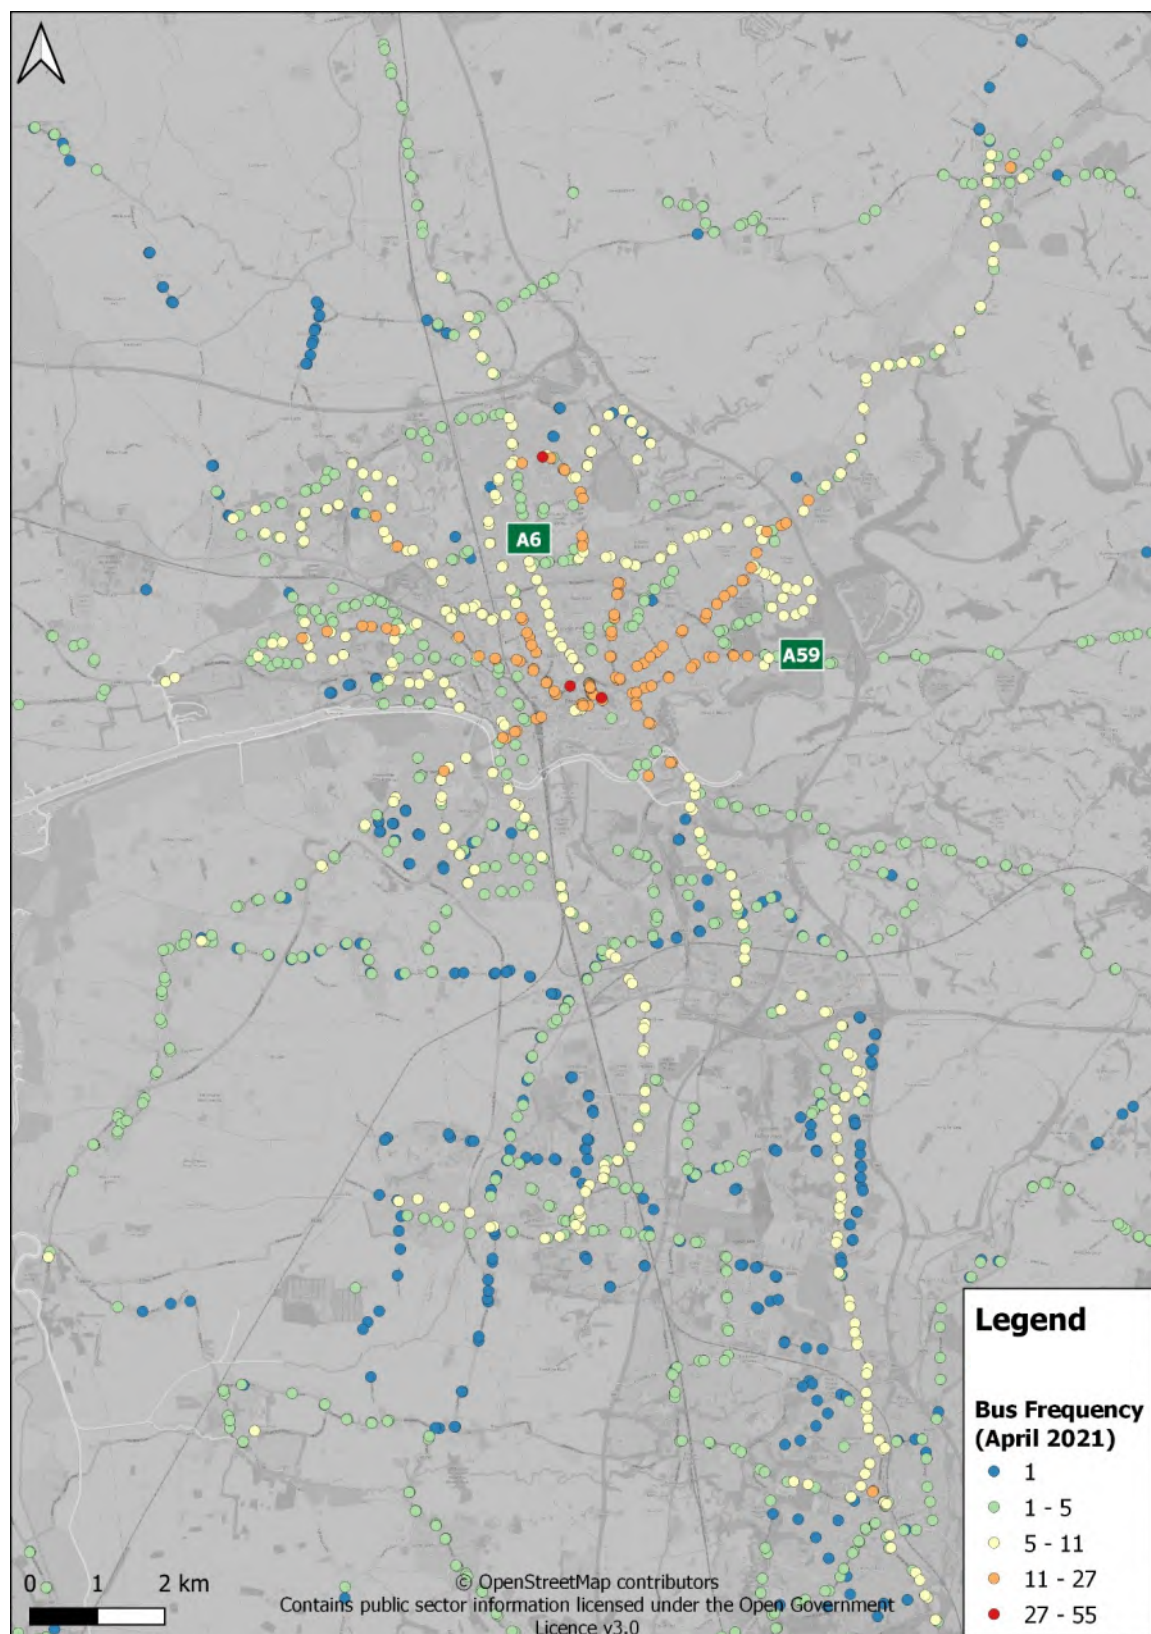 A6
A59
Legend
Bus Frequency
(April 2021)
1
1 - 5
5 - 11
11 - 27
27 - 55
0 1 2 km
© OpenStreetMap contributors
Contains public sector information licensed under the Open Government
Licence v3.0